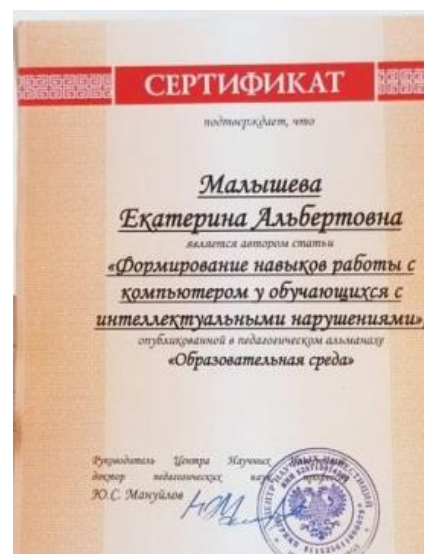 СЕРТИФИКАТ
подтверждает, что
Малышева
Екатерина Альбертовна
является автором статьи
«Формирование навыков работы с
компьютером у обучающихся с
интеллектуальными нарушениями»,
опубликованной в педагогическом альманахе
«Образовательная среда»
Руководитель Центра Научных
доктор педагогических
Ю.С. Мануйлов